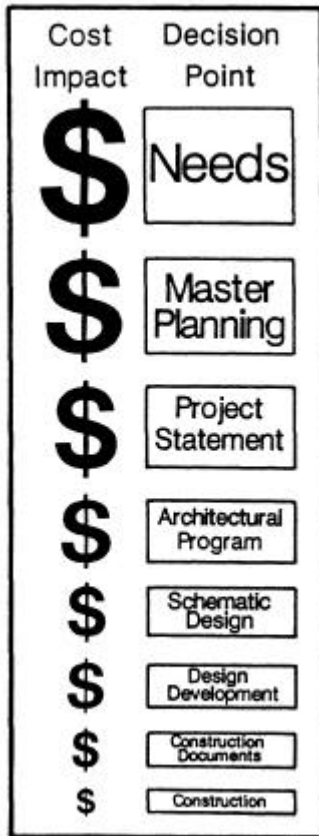 Cost Decision
Impact Point
$ Needs
$ Master
Planning
$ Project
Statement
$ Architectural
Program
$ Schematic
Design
$ Design
Development
$ Construction
Documents
$ Construction